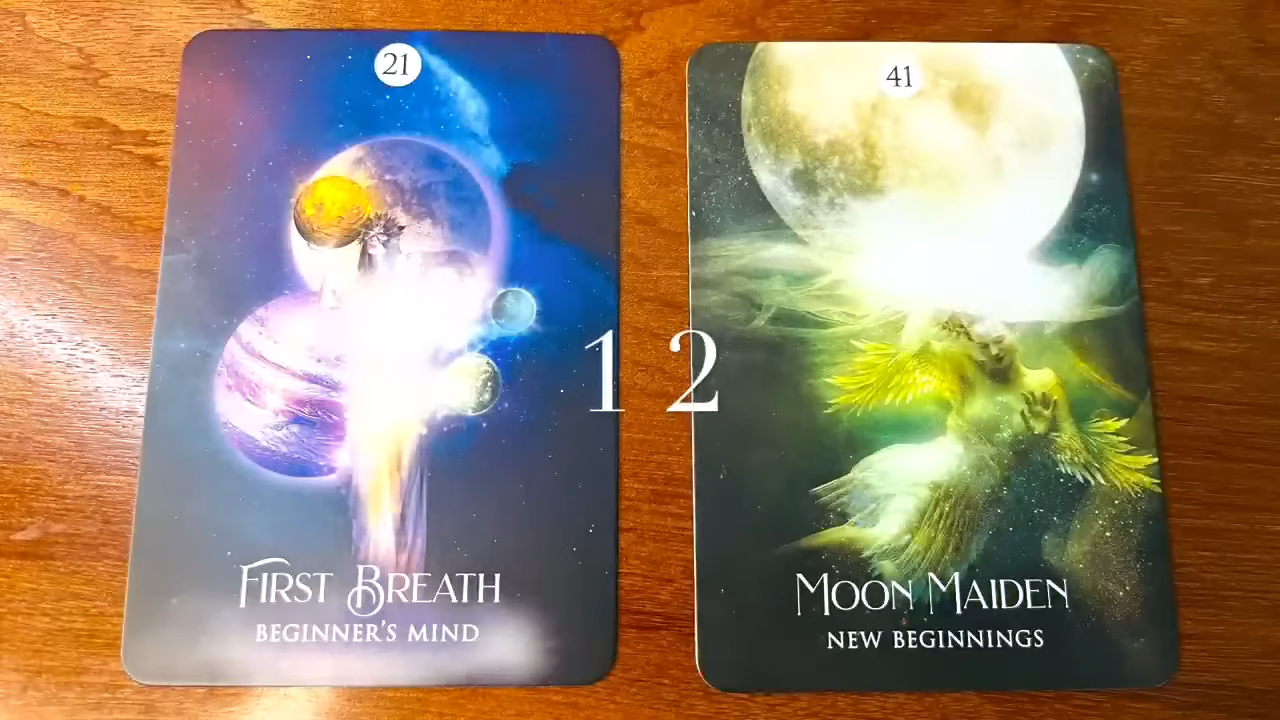 21
FIRST BREATH
BEGINNER'S MIND
1 2
41
MOON MAIDEN
NEW BEGINNINGS